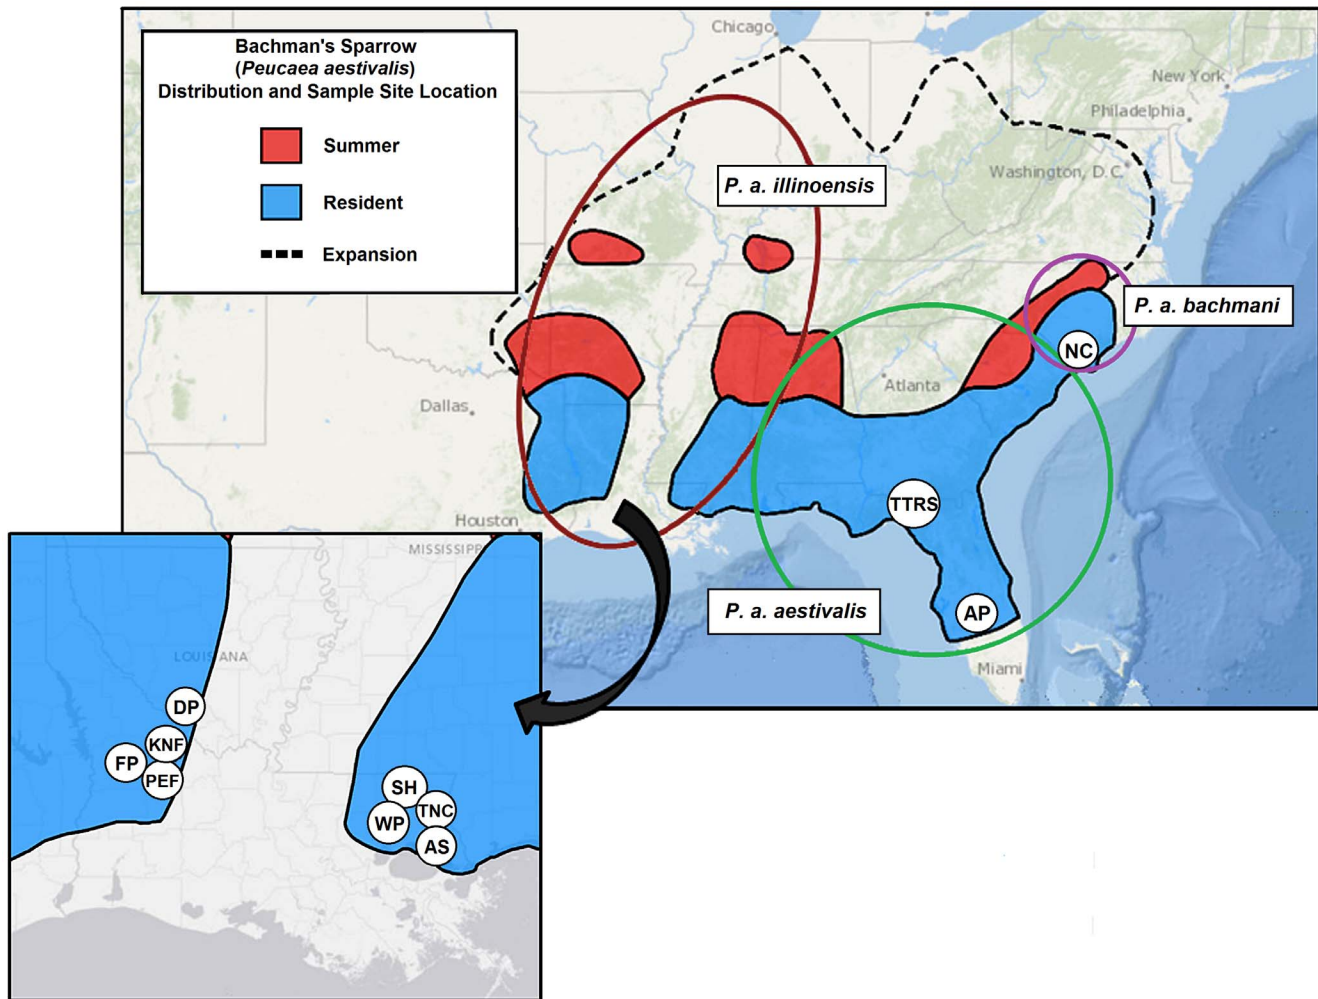 Bachman's Sparrow
(Peucaea aestivalis)
Distribution and Sample Site Location
Summer
Resident
Expansion
Chicago
New York
Philadelphia
Washington, D.C.
P. a. illinoensis
P. a. bachmani
NC
Atlanta
Dallas
TTRS
Houston
P. a. aestivalis
AP
Miami
MISSISSIPP
LOUISIANA
DP
KNF
FP
PEF
SH
TNC
WP
AS